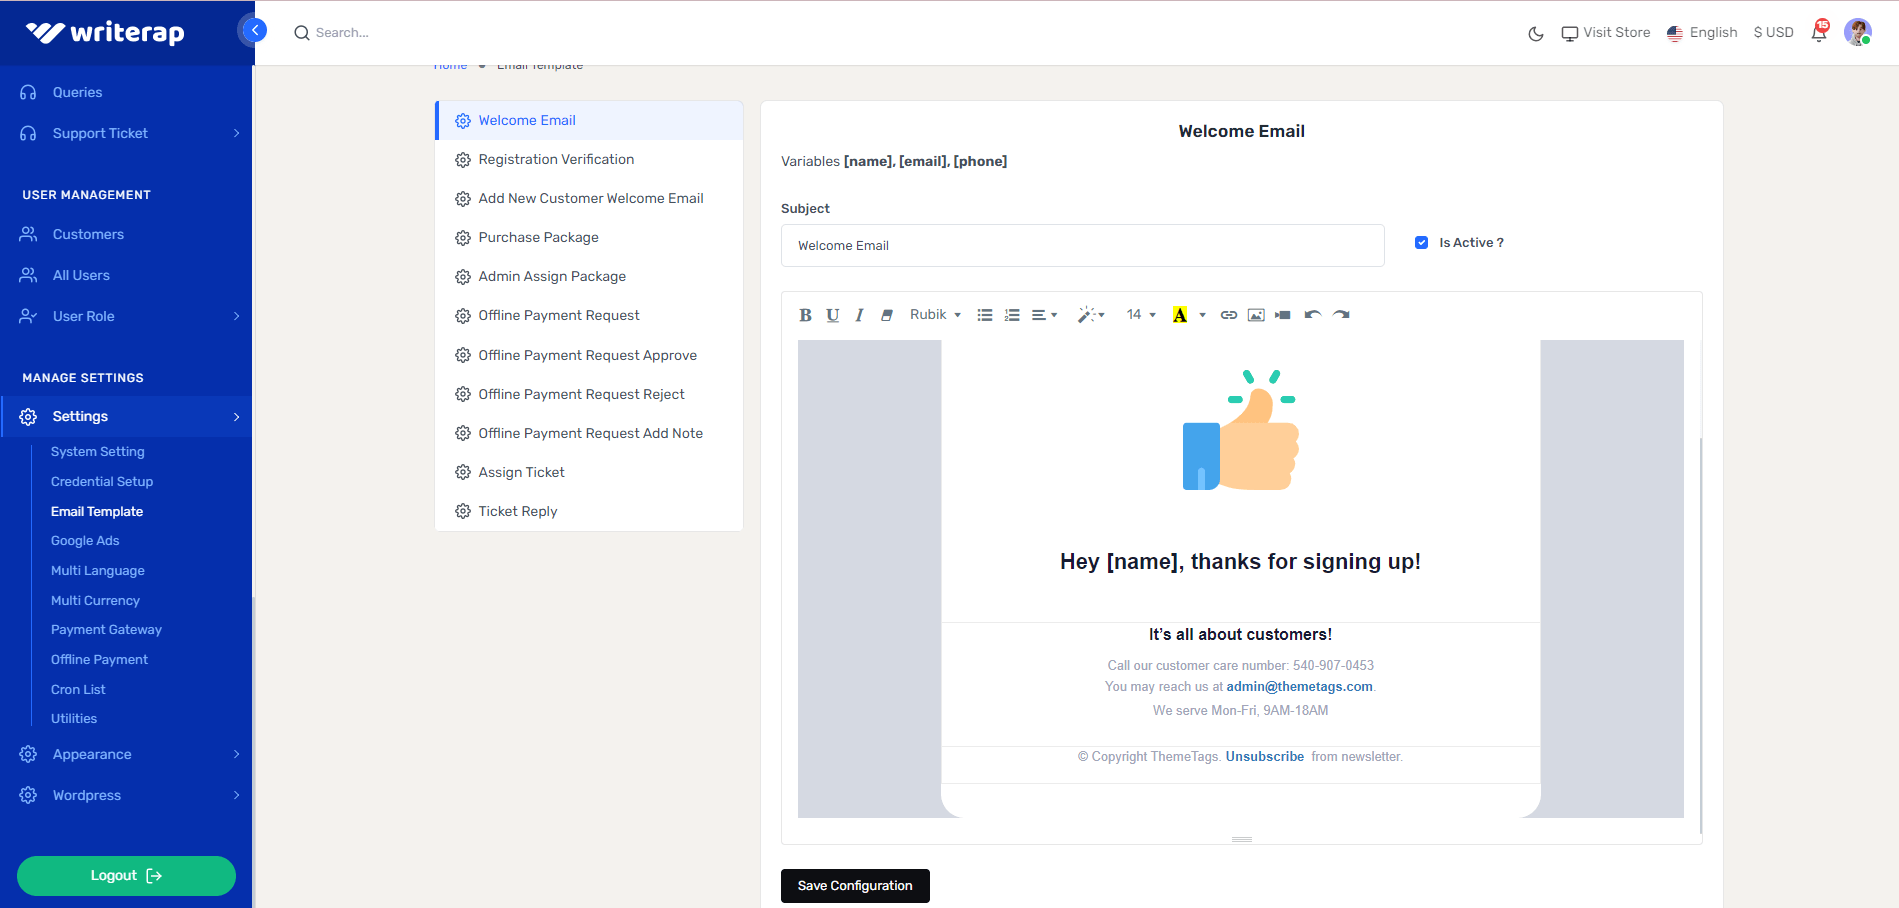 writerap
Search...
Visit Store
English
$ USD
15
Queries
Support Ticket
USER MANAGEMENT
Customers
All Users
User Role
MANAGE SETTINGS
Settings
System Setting
Credential Setup
Email Template
Google Ads
Multi Language
Multi Currency
Payment Gateway
Offline Payment
Cron List
Utilities
Appearance
Wordpress
Logout
Home • Email Template
Welcome Email
Registration Verification
Add New Customer Welcome Email
Purchase Package
Admin Assign Package
Offline Payment Request
Offline Payment Request Approve
Offline Payment Request Reject
Offline Payment Request Add Note
Assign Ticket
Ticket Reply
Welcome Email
Variables [name], [email], [phone]
Subject
Welcome Email
Is Active ?
B U I Rubik 14 A
Hey [name], thanks for signing up!
It's all about customers!
Call our customer care number: 540-907-0453
You may reach us at admin@themetags.com.
We serve Mon-Fri, 9AM-18AM
© Copyright ThemeTags. Unsubscribe from newsletter.
Save Configuration